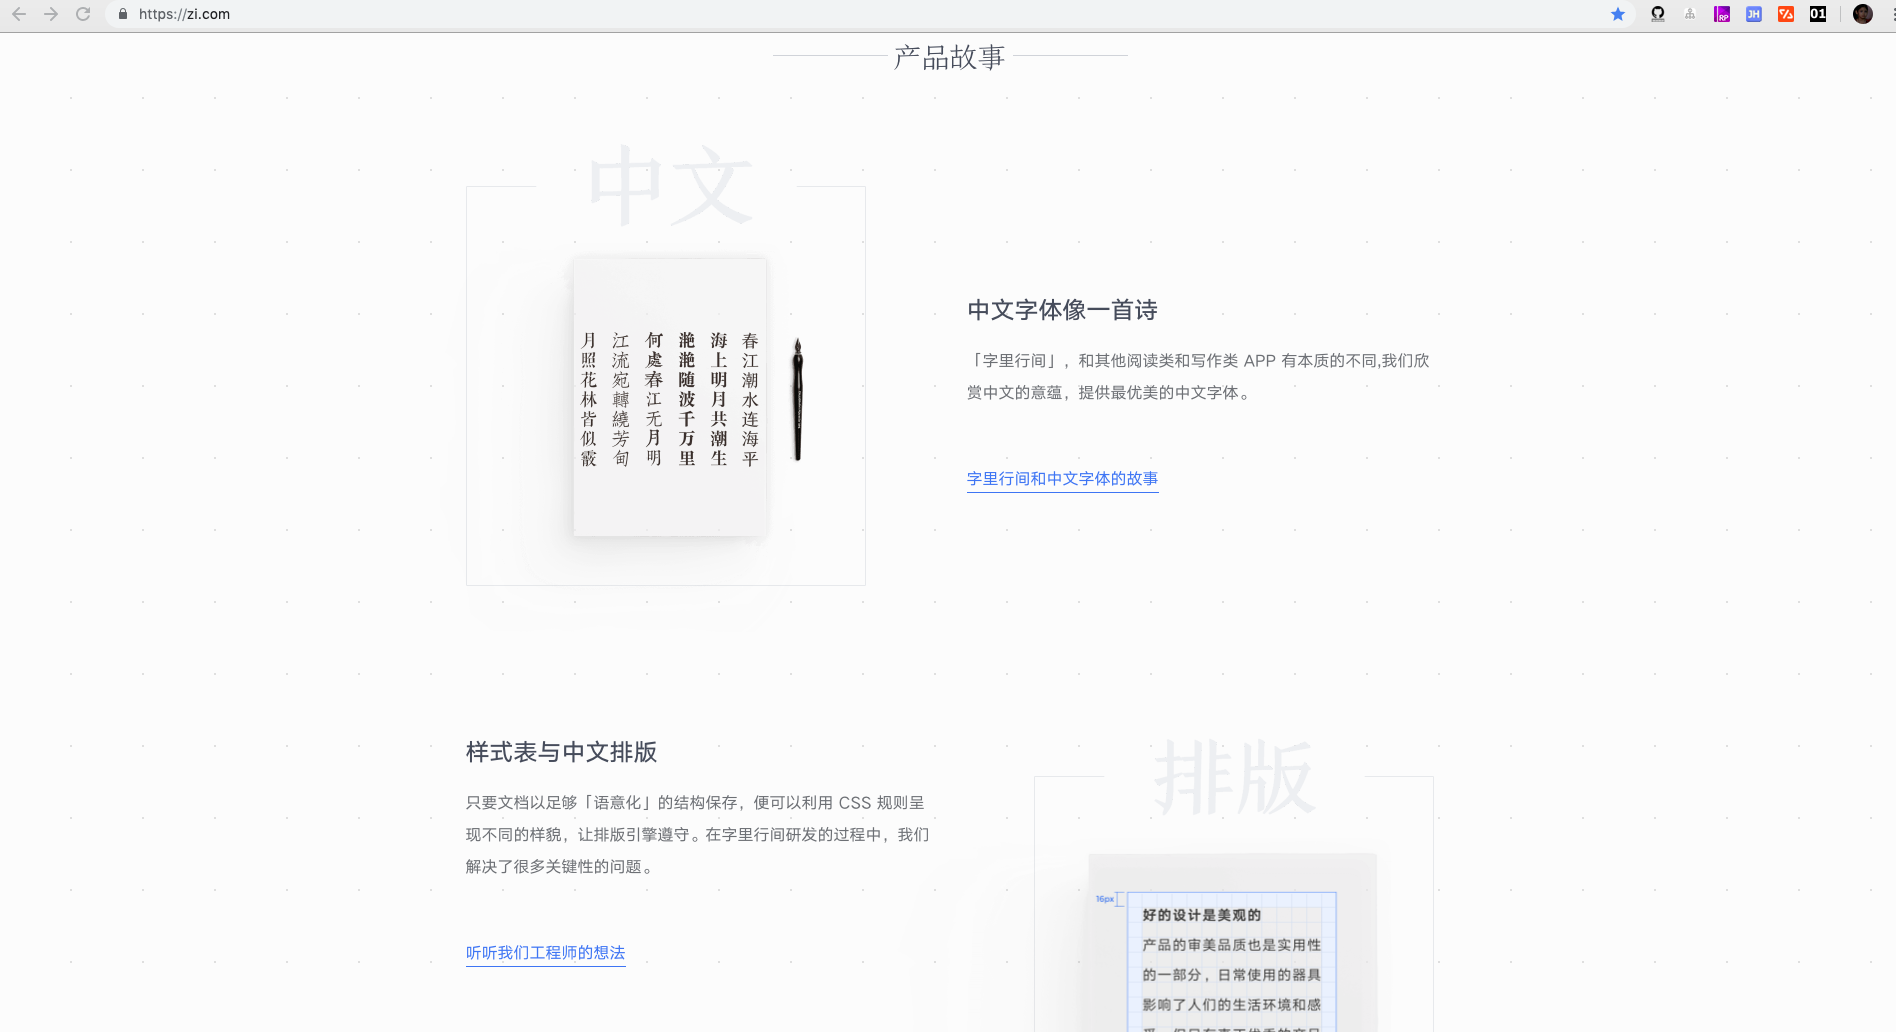 https://zi.com
RP
JH
01
产品故事
中文
春江潮水连海平
海上明月共潮生
滟滟随波千万里
何處春江无月明
江流宛轉繞芳甸
月照花林皆似霰
中文字体像一首诗
「字里行间」，和其他阅读类和写作类 APP 有本质的不同,我们欣
赏中文的意蕴，提供最优美的中文字体。
字里行间和中文字体的故事
样式表与中文排版
只要文档以足够「语意化」的结构保存，便可以利用 CSS 规则呈
现不同的样貌，让排版引擎遵守。在字里行间研发的过程中，我们
解决了很多关键性的问题。
听听我们工程师的想法
排版
16px
好的设计是美观的
产品的审美品质也是实用性
的一部分，日常使用的器具
影响了人们的生活环境和感